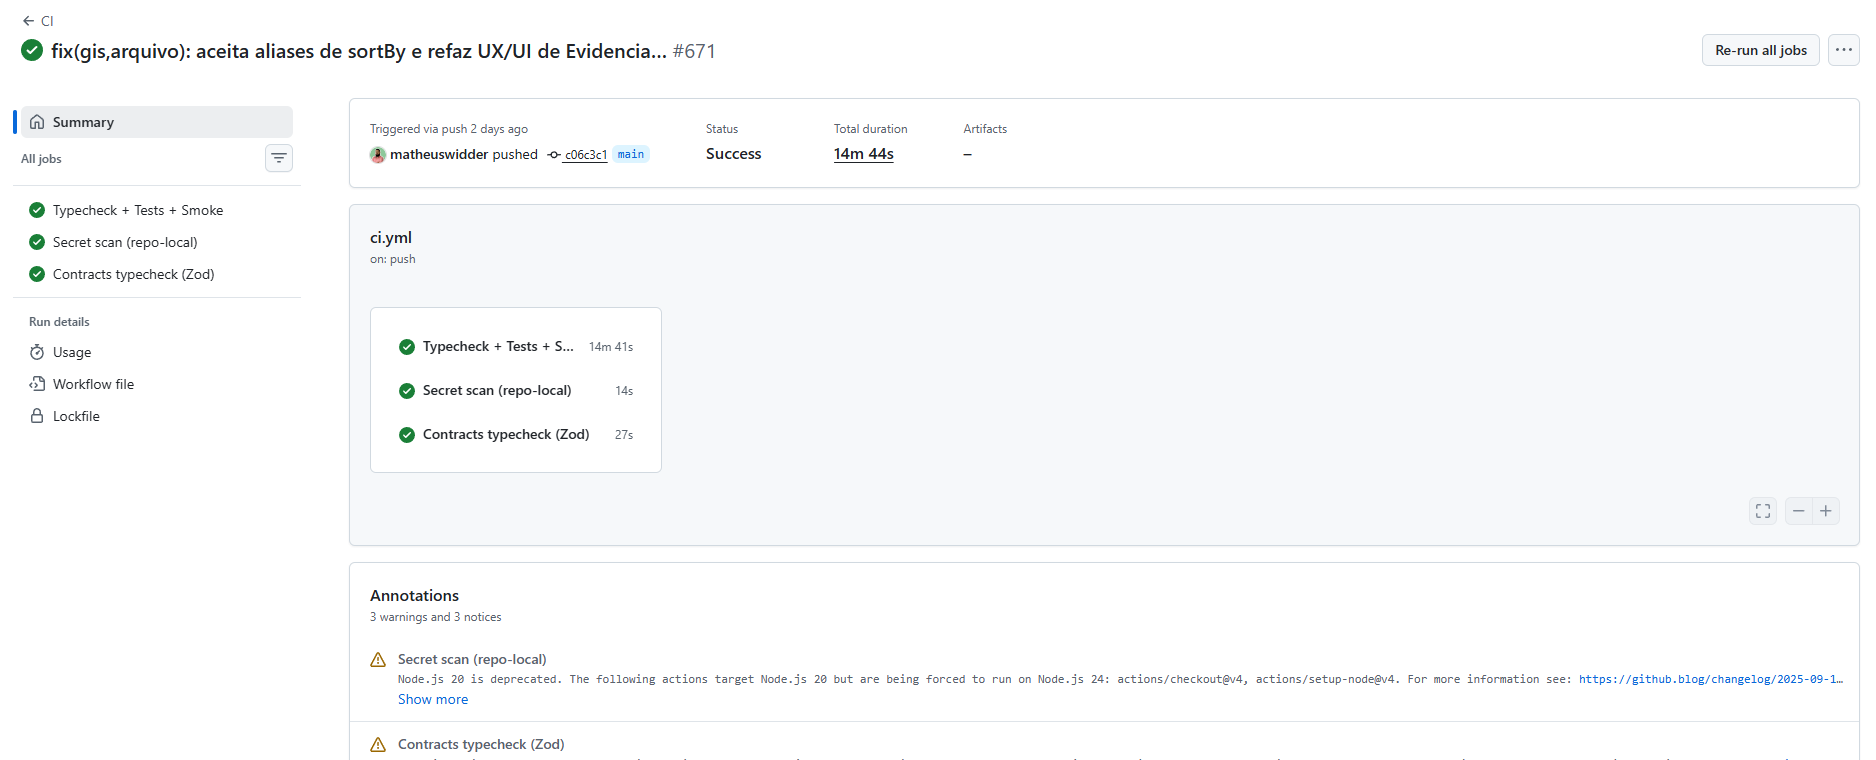 CI
fix(gis,arquivo): aceita aliases de sortBy e refaz UX/UI de Evidencia... #671
Re-run all jobs
Summary
All jobs
Typecheck + Tests + Smoke
Secret scan (repo-local)
Contracts typecheck (Zod)
Run details
Usage
Workflow file
Lockfile
Triggered via push 2 days ago
matheuswidder pushed c06c3c1 main
Status
Success
Total duration
14m 44s
Artifacts
–
ci.yml
on: push
Typecheck + Tests + S... 14m 41s
Secret scan (repo-local) 14s
Contracts typecheck (Zod) 27s
Annotations
3 warnings and 3 notices
Secret scan (repo-local)
Node.js 20 is deprecated. The following actions target Node.js 20 but are being forced to run on Node.js 24: actions/checkout@v4, actions/setup-node@v4. For more information see: https://github.blog/changelog/2025-09-1…
Show more
Contracts typecheck (Zod)